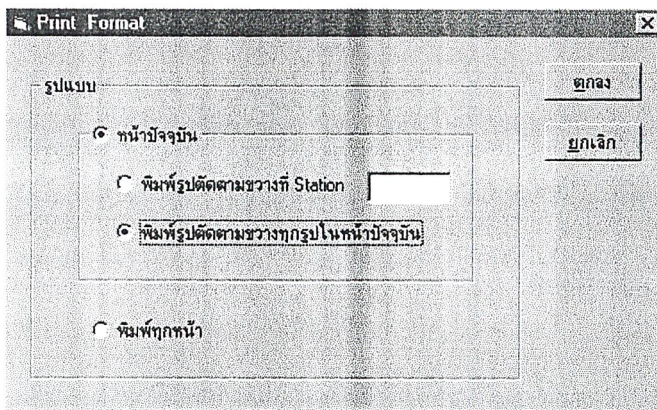 Print Format
รูปแบบ
ตกลง
หน้าปัจจุบัน
ยกเลิก
พิมพ์รูปตัดตามขวางที่ Station
พิมพ์รูปตัดตามขวางทุกรูปในหน้าปัจจุบัน
พิมพ์ทุกหน้า